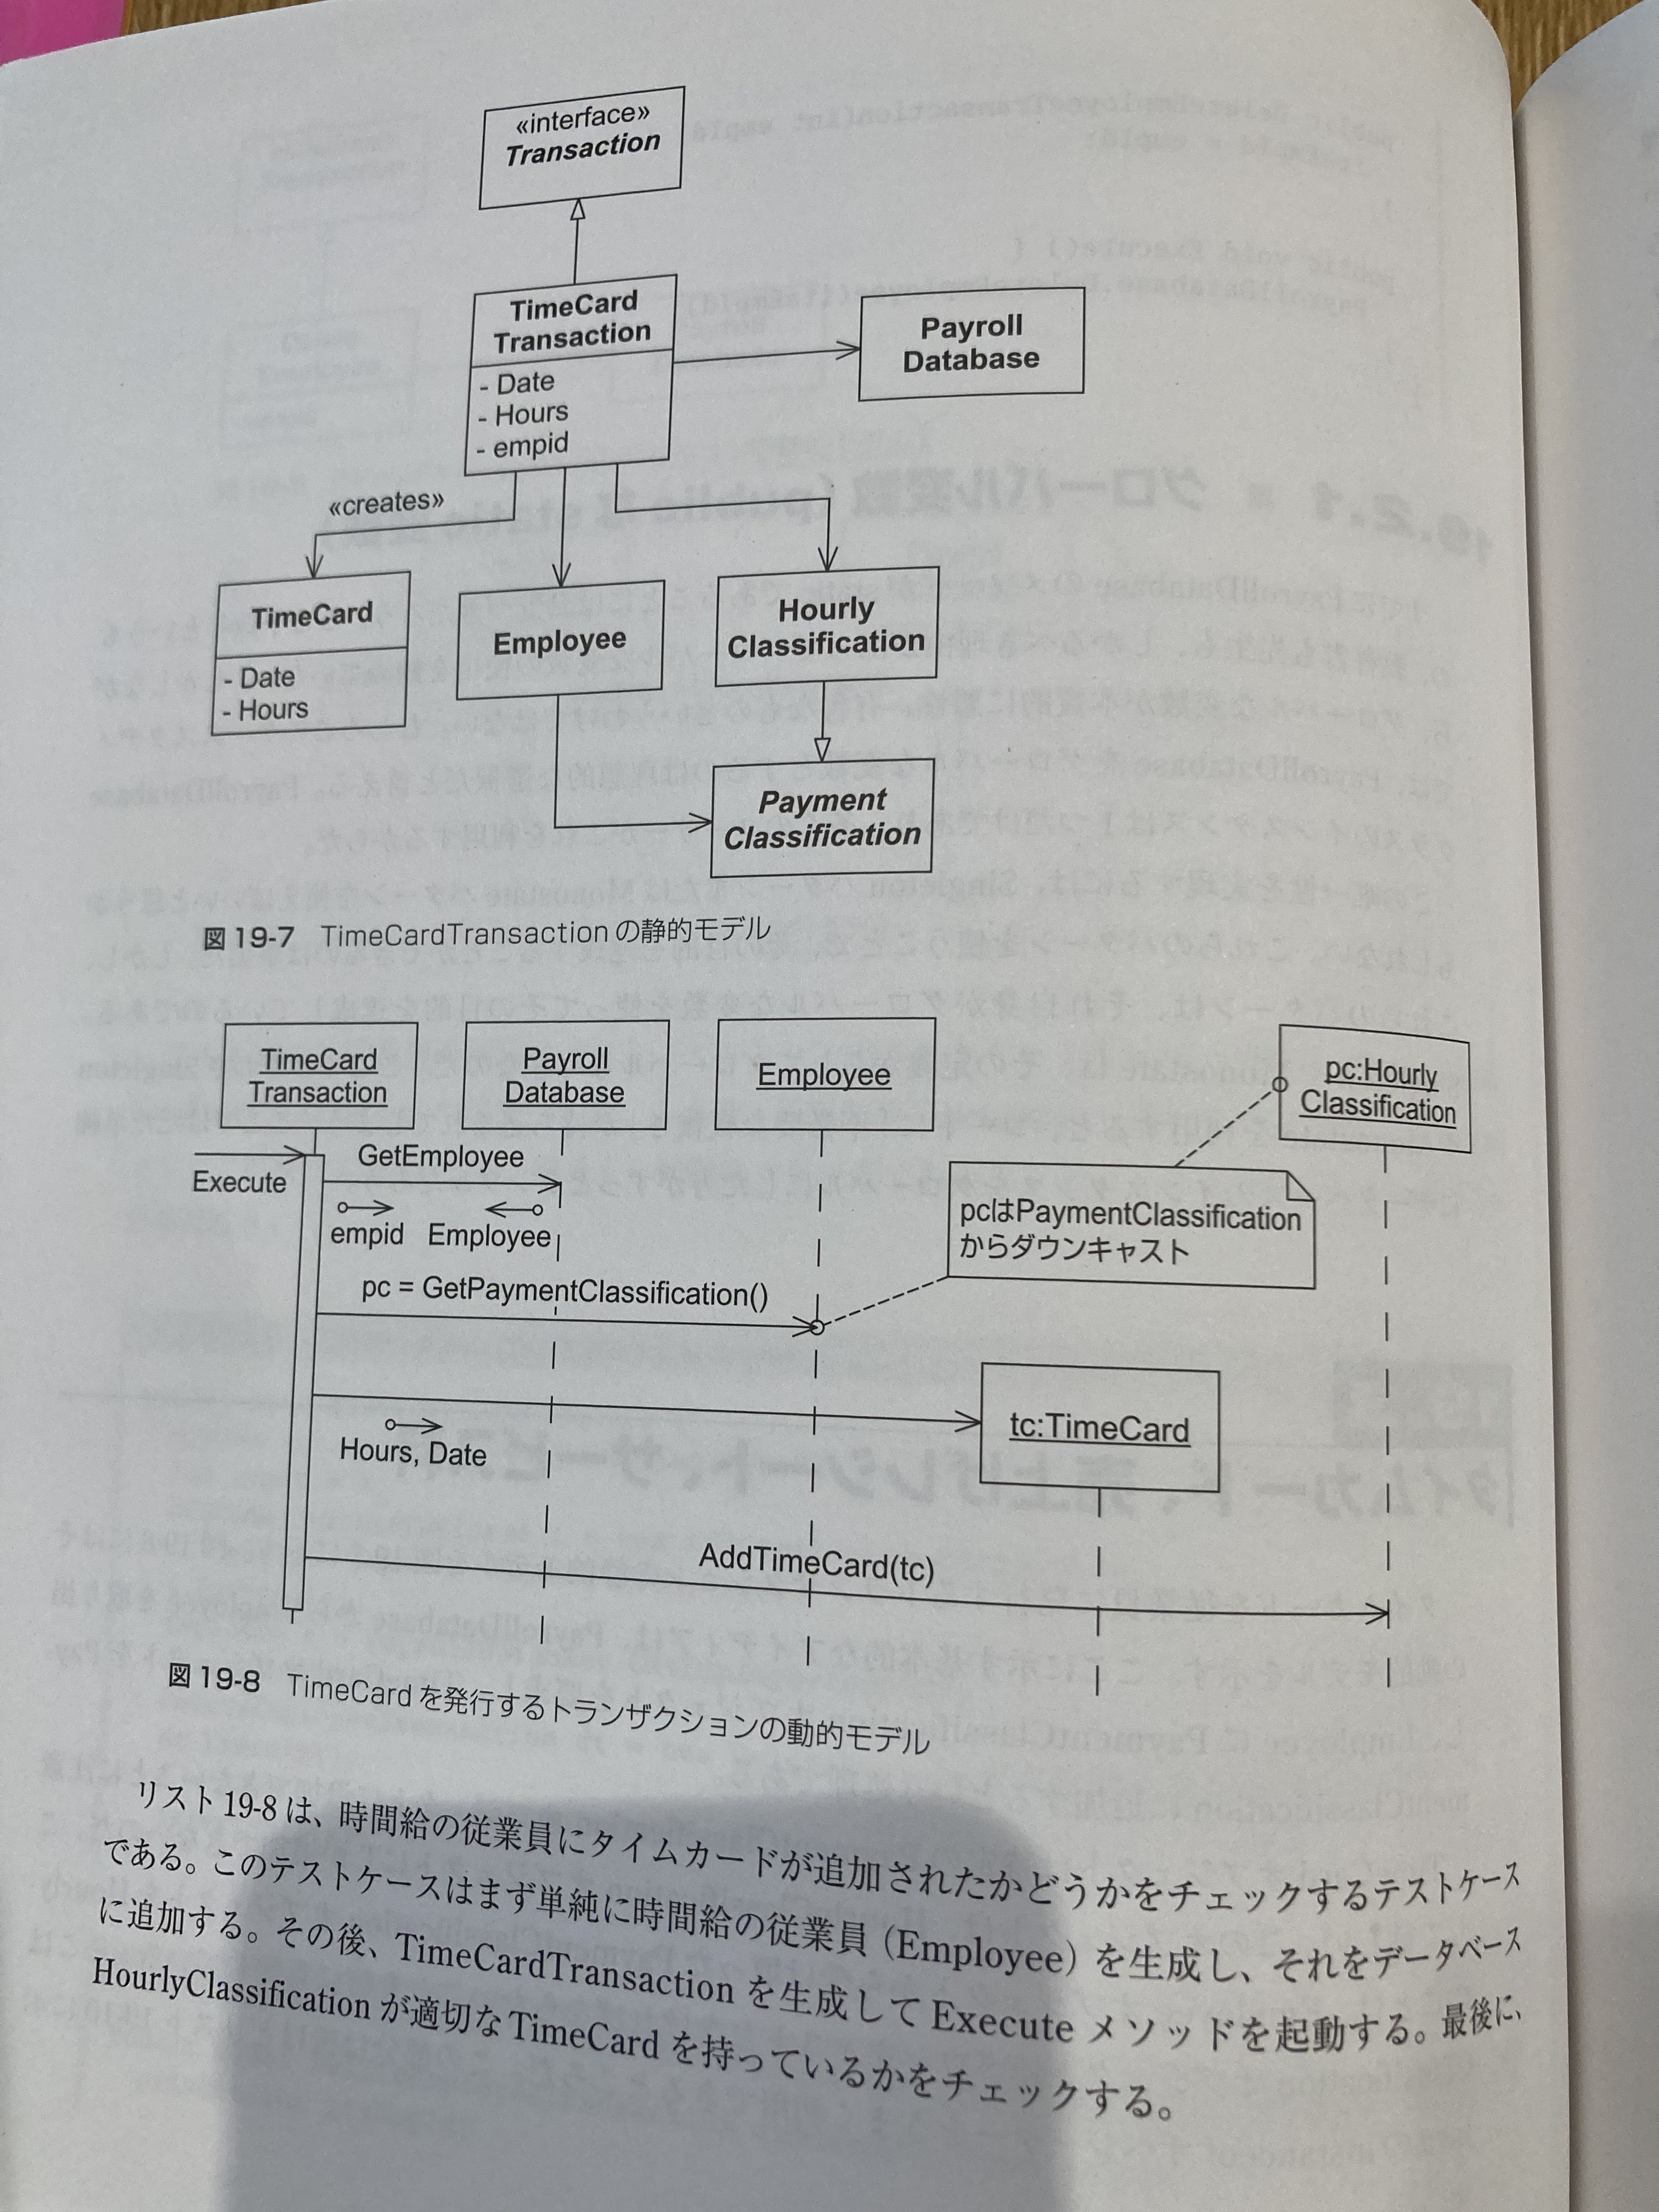 «interface»
Transaction
TimeCard
Transaction
- Date
- Hours
- empid
Payroll
Database
«creates»
TimeCard
- Date
- Hours
Employee
Hourly
Classification
Payment
Classification
図 19-7 TimeCardTransaction の静的モデル
TimeCard
Transaction
Payroll
Database
Employee
pc:Hourly
Classification
Execute
GetEmployee
empid Employee
pc = GetPaymentClassification()
pcはPaymentClassification
からダウンキャスト
Hours, Date
tc:TimeCard
AddTimeCard(tc)
図 19-8 TimeCard を発行するトランザクションの動的モデル
リスト 19-8 は、時間給の従業員にタイムカードが追加されたかどうかをチェックするテストケース
である。このテストケースはまず単純に時間給の従業員 (Employee) を生成し、それをデータベース
に追加する。その後、TimeCardTransaction を生成して Execute メソッドを起動する。最後に、
HourlyClassification が適切な TimeCard を持っているかをチェックする。